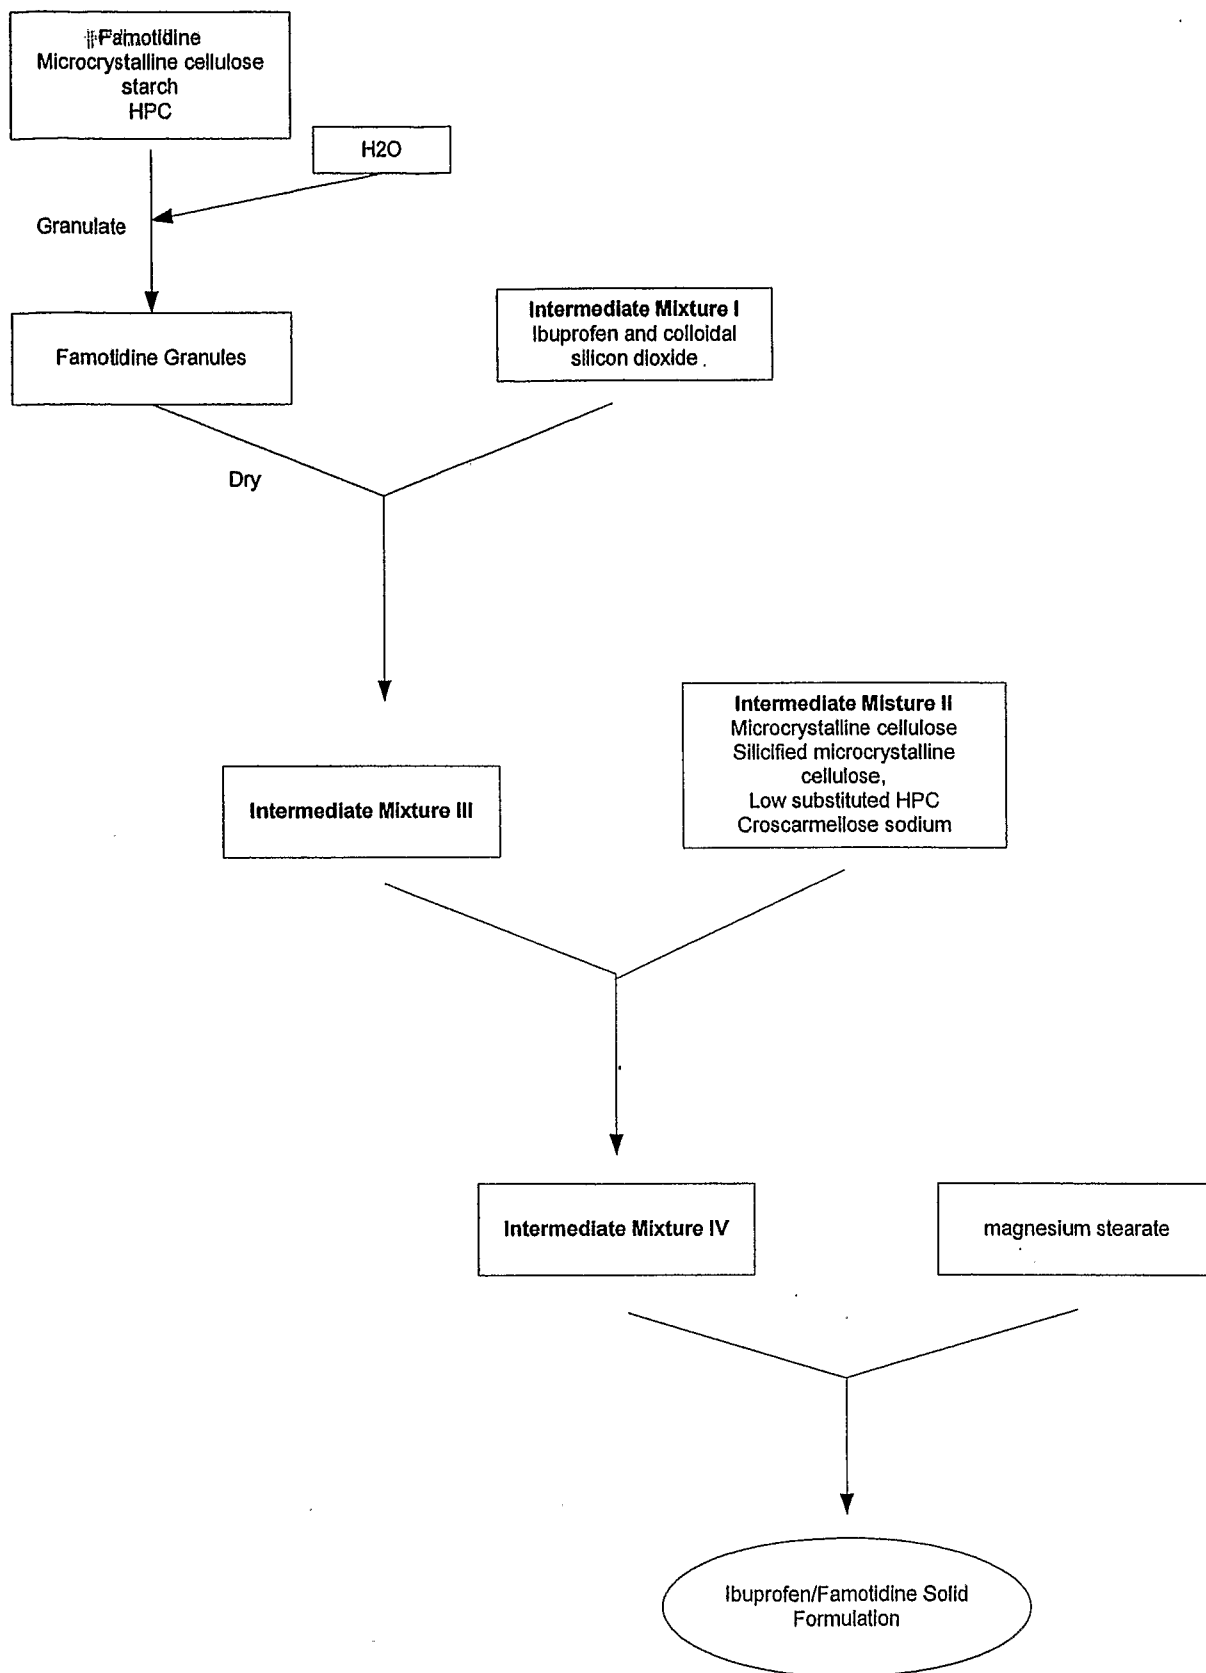 Famotidine
Microcrystalline cellulose
starch
HPC
H2O
Granulate
Famotidine Granules
Intermediate Mixture I
Ibuprofen and colloidal
silicon dioxide
Dry
Intermediate Misture II
Microcrystalline cellulose
Silicified microcrystalline
cellulose,
Low substituted HPC
Croscarmellose sodium
Intermediate Mixture III
Intermediate Mixture IV
magnesium stearate
Ibuprofen/Famotidine Solid
Formulation